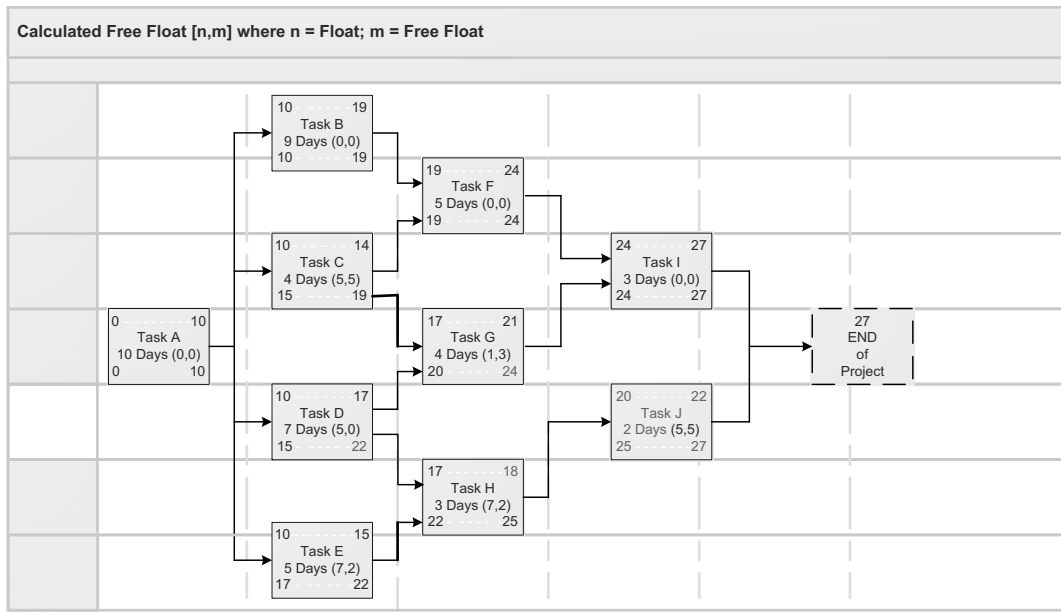 Calculated Free Float [n,m] where n = Float; m = Free Float
10 19
Task B
9 Days (0,0)
10 19
19 24
Task F
5 Days (0,0)
19 24
10 14
Task C
4 Days (5,5)
15 19
24 27
Task I
3 Days (0,0)
24 27
0 10
Task A
10 Days (0,0)
0 10
17 21
Task G
4 Days (1,3)
20 24
27
END
of
Project
10 17
Task D
7 Days (5,0)
15 22
20 22
Task J
2 Days (5,5)
25 27
17 18
Task H
3 Days (7,2)
22 25
10 15
Task E
5 Days (7,2)
17 22